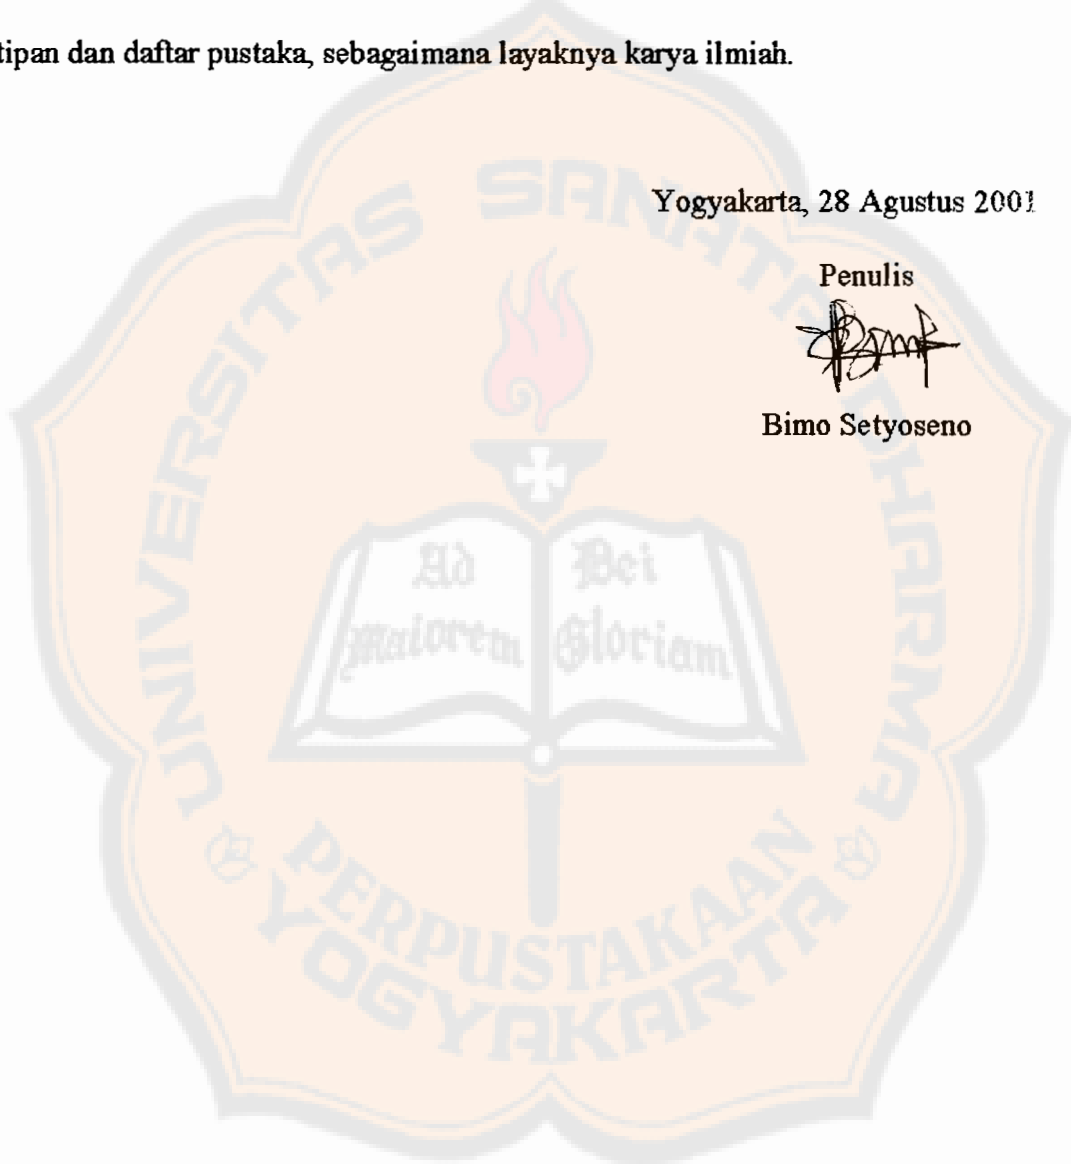 tipan dan daftar pustaka, sebagaimana layaknya karya ilmiah.
Yogyakarta, 28 Agustus 2001
Penulis
Bimo Setyoseno
UNIVERSITAS SANATA DHARMA
Ad Dei
Maiorem Gloriam
PERPUSTAKAAN
YOGYAKARTA